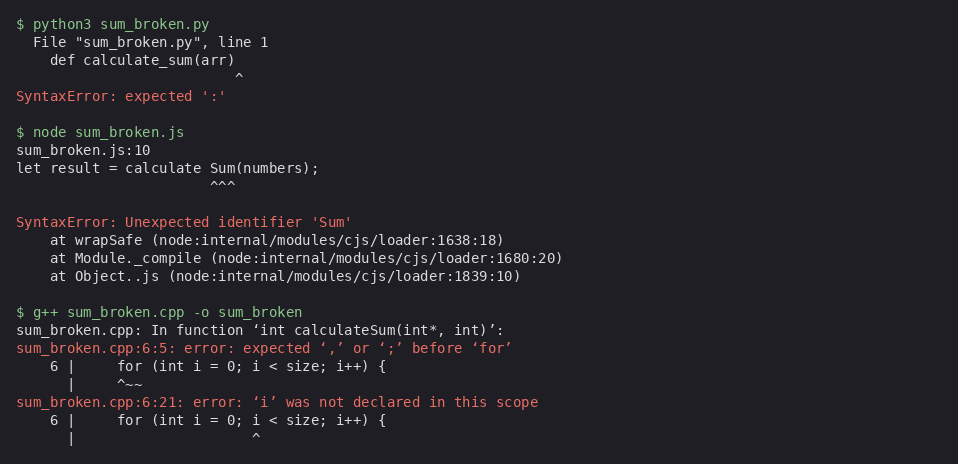 $ python3 sum_broken.py
  File "sum_broken.py", line 1
    def calculate_sum(arr)
                          ^
SyntaxError: expected ':'

$ node sum_broken.js
sum_broken.js:10
let result = calculate Sum(numbers);
                       ^^^

SyntaxError: Unexpected identifier 'Sum'
    at wrapSafe (node:internal/modules/cjs/loader:1638:18)
    at Module._compile (node:internal/modules/cjs/loader:1680:20)
    at Object..js (node:internal/modules/cjs/loader:1839:10)

$ g++ sum_broken.cpp -o sum_broken
sum_broken.cpp: In function ‘int calculateSum(int*, int)’:
sum_broken.cpp:6:5: error: expected ‘,’ or ‘;’ before ‘for’
    6 |     for (int i = 0; i < size; i++) {
      |     ^~~
sum_broken.cpp:6:21: error: ‘i’ was not declared in this scope
    6 |     for (int i = 0; i < size; i++) {
      |                     ^